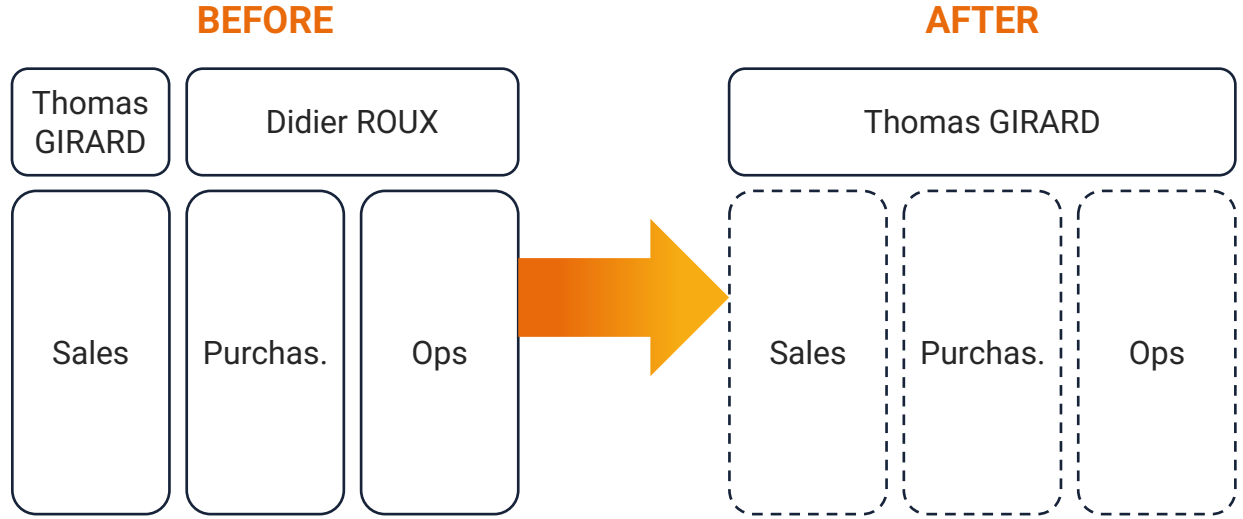 BEFORE
AFTER
Thomas
GIRARD
Didier ROUX
Thomas GIRARD
Sales
Purchas.
Ops
Sales
Purchas.
Ops